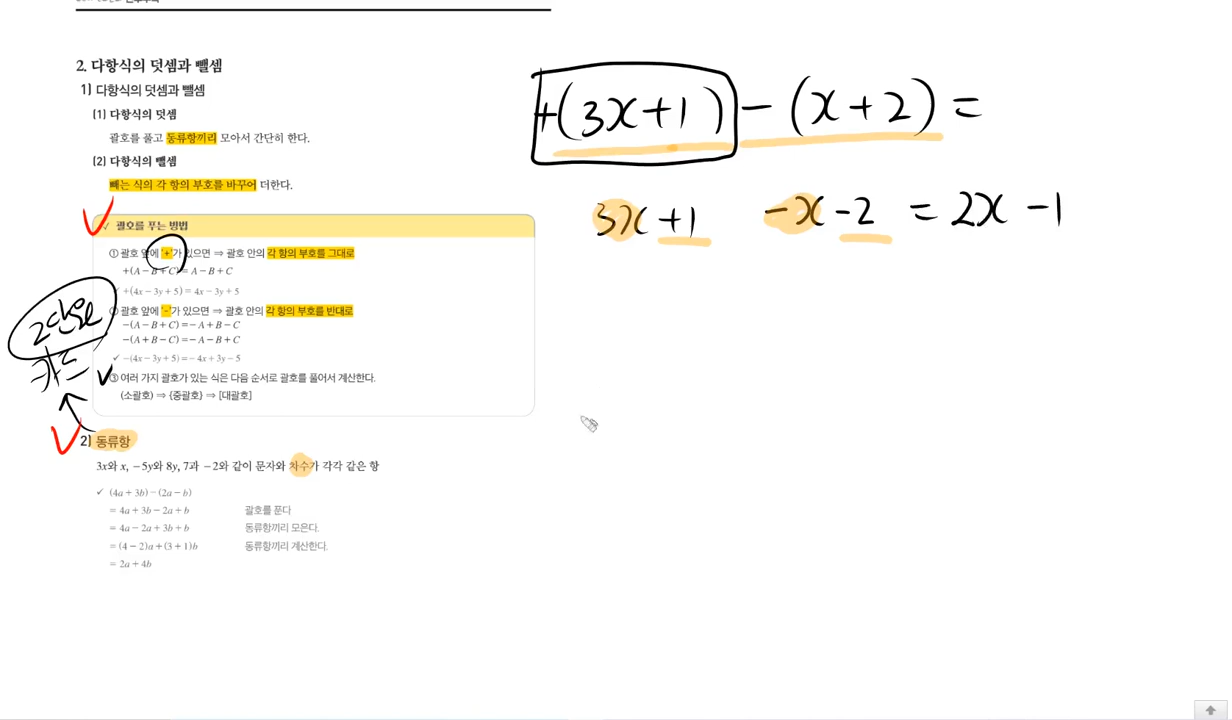 2. 다항식의 덧셈과 뺄셈
1) 다항식의 덧셈과 뺄셈
(1) 다항식의 덧셈
괄호를 풀고 동류항끼리 모아서 간단히 한다.
(2) 다항식의 뺄셈
빼는 식의 각 항의 부호를 바꾸어 더한다.
✓ 괄호를 푸는 방법
① 괄호 앞에 '+'가 있으면 ⇒ 괄호 안의 각 항의 부호를 그대로
+(A−B+C)=A−B+C
✓ +(4x−3y+5)=4x−3y+5
② 괄호 앞에 '−'가 있으면 ⇒ 괄호 안의 각 항의 부호를 반대로
−(A−B+C)=−A+B−C
−(A+B−C)=−A−B+C
✓ −(4x−3y+5)=−4x+3y−5
③ 여러 가지 괄호가 있는 식은 다음 순서로 괄호를 풀어서 계산한다.
(소괄호) ⇒ {중괄호} ⇒ [대괄호]
2단원
카드
2) 동류항
3x와 x, −5y와 8y, 7과 −2와 같이 문자와 차수가 각각 같은 항
✓ (4a+3b)−(2a−b)
= 4a+3b−2a+b 괄호를 푼다
= 4a−2a+3b+b 동류항끼리 모은다.
= (4−2)a+(3+1)b 동류항끼리 계산한다.
= 2a+4b
+(3x+1) − (x+2) =
3x+1 −x −2 = 2x −1